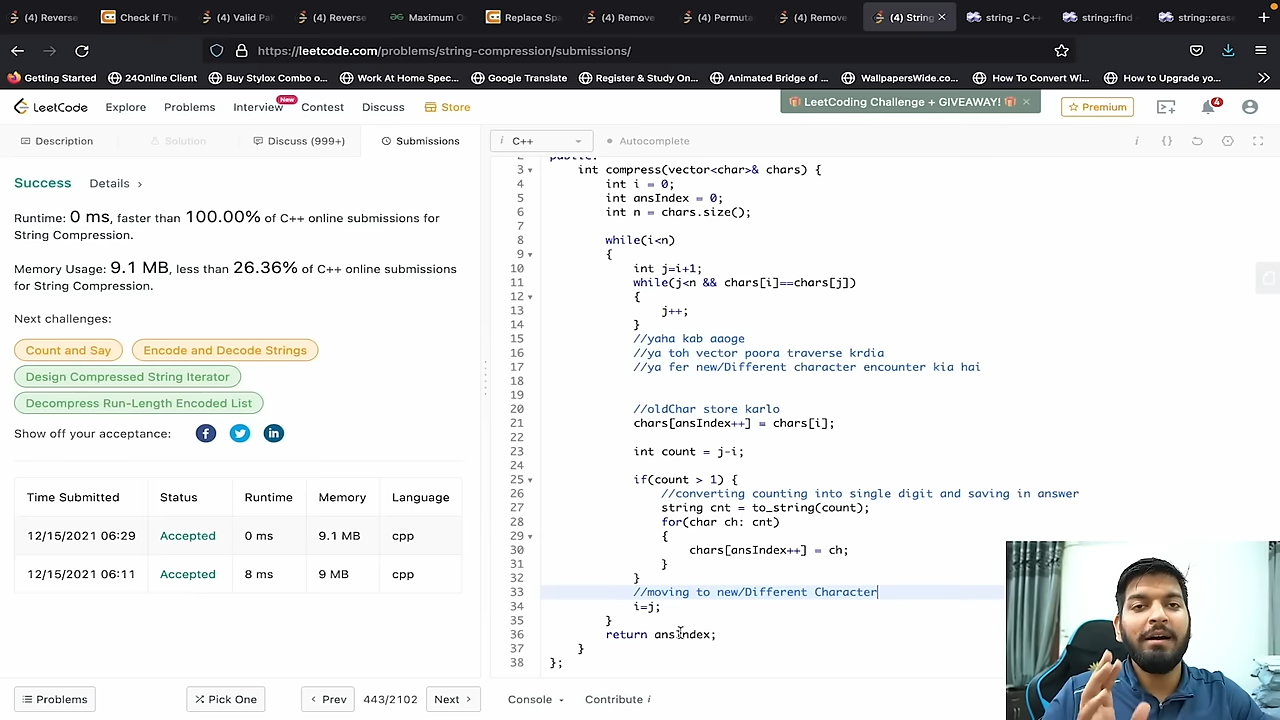 (4) Reverse
Check If The
(4) Valid Pal
(4) Reverse
Maximum O
Replace Spa
(4) Remove
(4) Permuta
(4) Remove
(4) String
string - C++
string::find
string::eras
https://leetcode.com/problems/string-compression/submissions/
Getting Started
24Online Client
Buy Stylox Combo o...
Work At Home Spec...
Google Translate
Register & Study On...
Animated Bridge of ...
WallpapersWide.co...
How To Convert Wi...
How to Upgrade you...
LeetCode
Explore
Problems
Interview
New
Contest
Discuss
Store
LeetCoding Challenge + GIVEAWAY!
Premium
4
Description
Solution
Discuss (999+)
Submissions
i C++
Autocomplete
Success
Details
Runtime: 0 ms, faster than 100.00% of C++ online submissions for
String Compression.
Memory Usage: 9.1 MB, less than 26.36% of C++ online submissions
for String Compression.
Next challenges:
Count and Say
Encode and Decode Strings
Design Compressed String Iterator
Decompress Run-Length Encoded List
Show off your acceptance:
Time Submitted Status Runtime Memory Language
12/15/2021 06:29 Accepted 0 ms 9.1 MB cpp
12/15/2021 06:11 Accepted 8 ms 9 MB cpp
2 public:
3 int compress(vector<char>& chars) {
4 int i = 0;
5 int ansIndex = 0;
6 int n = chars.size();
7
8 while(i<n)
9 {
10 int j=i+1;
11 while(j<n && chars[i]==chars[j])
12 {
13 j++;
14 }
15 //yaha kab aaoge
16 //ya toh vector poora traverse krdia
17 //ya fer new/Different character encounter kia hai
18
19
20 //oldChar store karlo
21 chars[ansIndex++] = chars[i];
22
23 int count = j-i;
24
25 if(count > 1) {
26 //converting counting into single digit and saving in answer
27 string cnt = to_string(count);
28 for(char ch: cnt)
29 {
30 chars[ansIndex++] = ch;
31 }
32 }
33 //moving to new/Different Character
34 i=j;
35 }
36 return ansIndex;
37 }
38 };
Problems
Pick One
Prev
443/2102
Next
Console
Contribute i